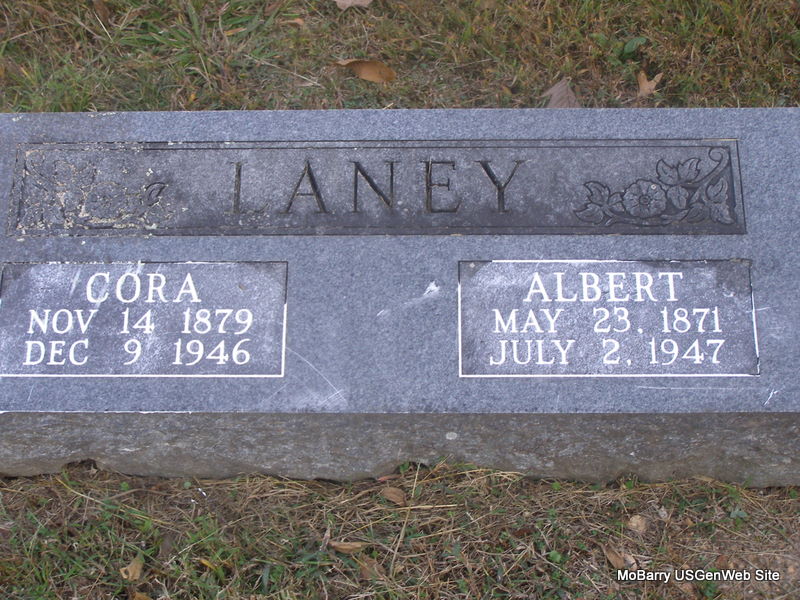 LANEY
CORA
NOV 14 1879
DEC 9 1946
ALBERT
MAY 23, 1871
JULY 2, 1947
MoBarry USGenWeb Site